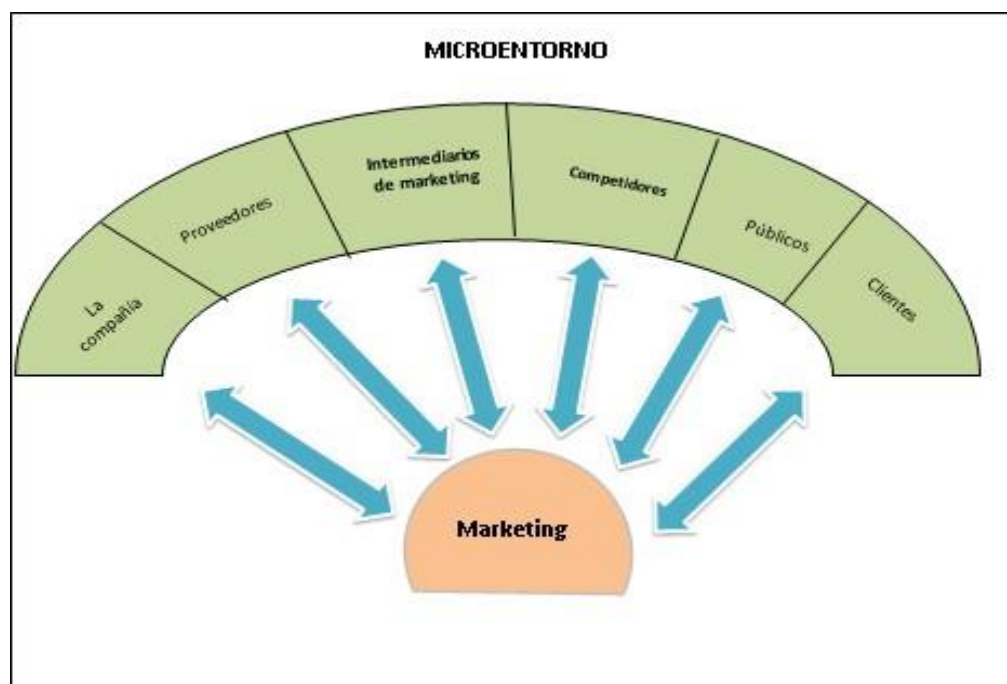 MICROENTORNO
La
compañía
Proveedores
Intermediarios
de marketing
Competidores
Públicos
Clientes
Marketing